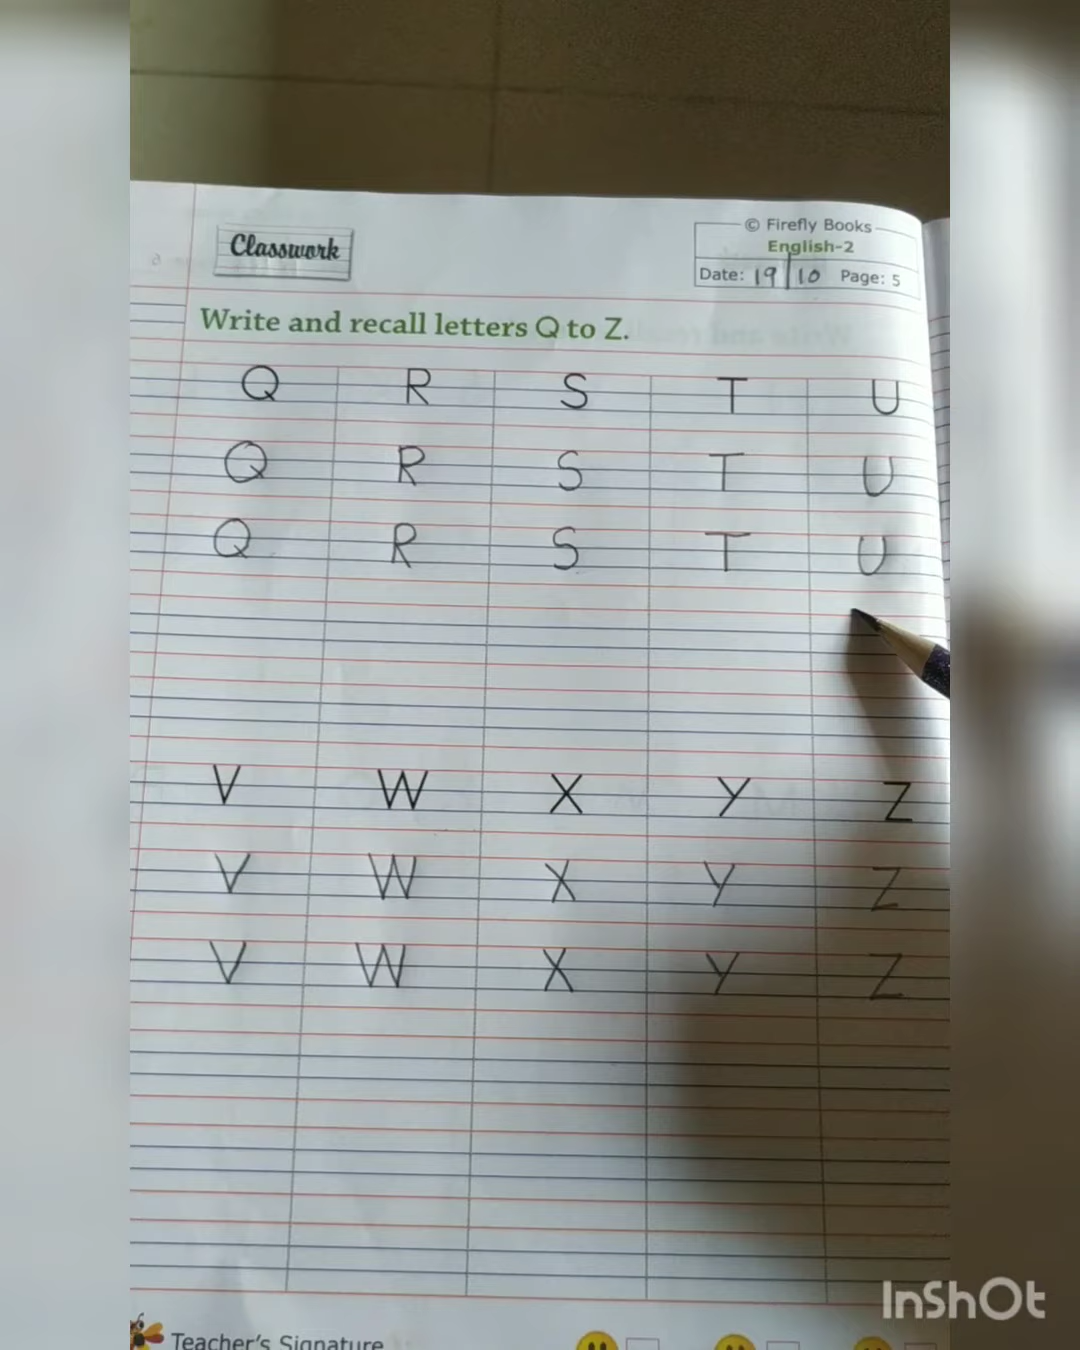 © Firefly Books
Classwork
English-2
Date: 19/10 Page: 5
Write and recall letters Q to Z.
Q R S T U
Q R S T U
Q R S T U
V W X Y Z
V W X Y Z
V W X Y Z
InShOt
Teacher's Signature